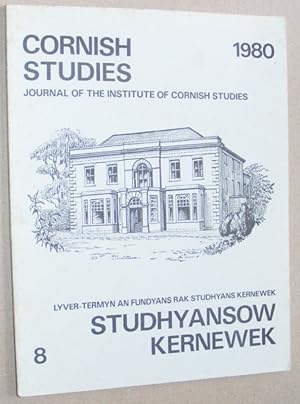 CORNISH 1980
STUDIES
JOURNAL OF THE INSTITUTE OF CORNISH STUDIES
LYVER-TERMYN AN FUNDYANS RAK STUDHYANS KERNEWEK
STUDHYANSOW
8 KERNEWEK